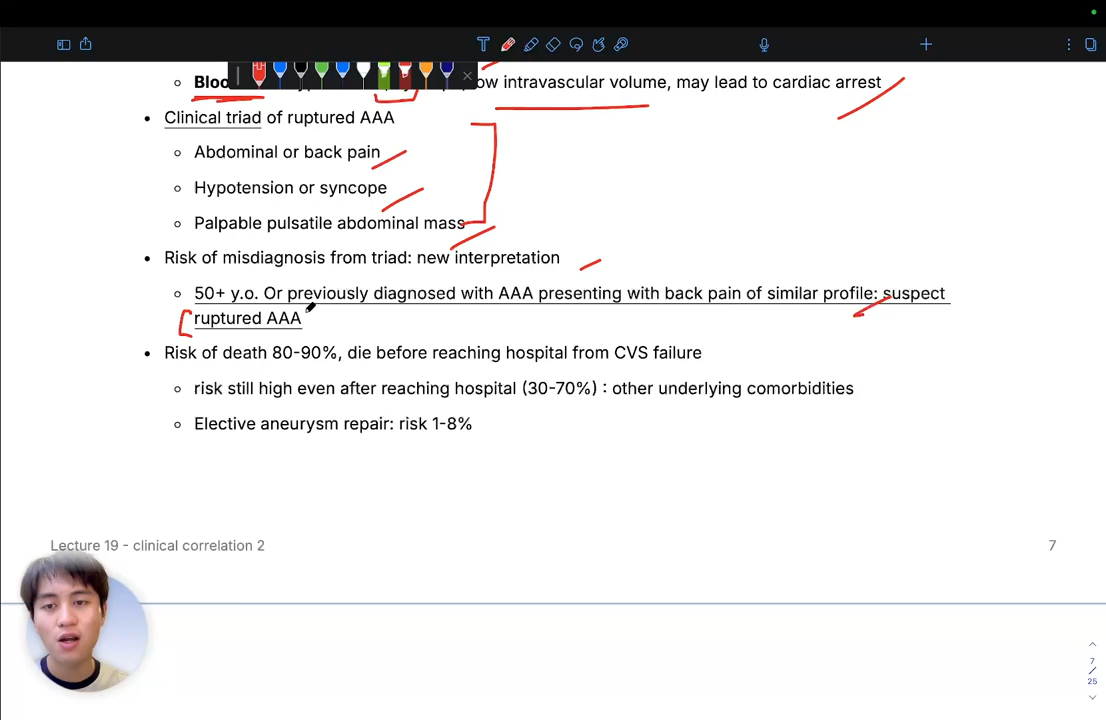 Bloo
ow intravascular volume, may lead to cardiac arrest
• Clinical triad of ruptured AAA
◦ Abdominal or back pain
◦ Hypotension or syncope
◦ Palpable pulsatile abdominal mass
• Risk of misdiagnosis from triad: new interpretation
◦ 50+ y.o. Or previously diagnosed with AAA presenting with back pain of similar profile: suspect
ruptured AAA
• Risk of death 80-90%, die before reaching hospital from CVS failure
◦ risk still high even after reaching hospital (30-70%) : other underlying comorbidities
◦ Elective aneurysm repair: risk 1-8%
Lecture 19 - clinical correlation 2
7
7
/
25